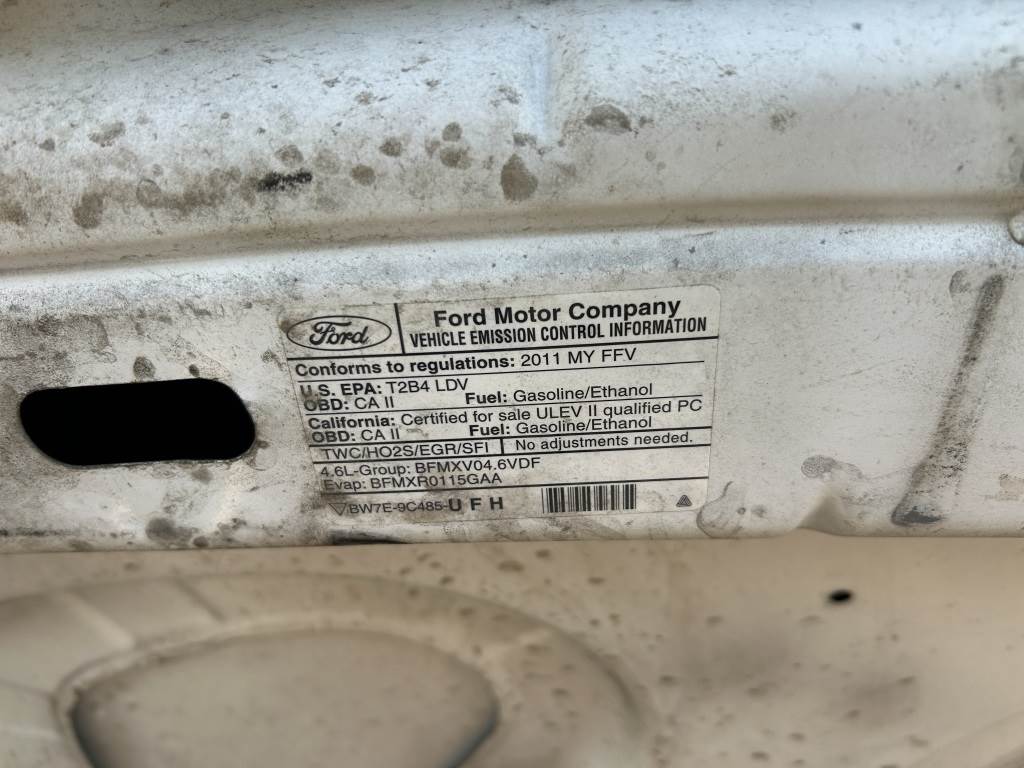 Ford
Ford Motor Company
VEHICLE EMISSION CONTROL INFORMATION
Conforms to regulations: 2011 MY FFV
U.S. EPA: T2B4 LDV
OBD: CA II Fuel: Gasoline/Ethanol
California: Certified for sale ULEV II qualified PC
OBD: CA II Fuel: Gasoline/Ethanol
TWC/HO2S/EGR/SFI No adjustments needed.
4.6L-Group: BFMXV04.6VDF
Evap: BFMXR0115GAA
BW7E-9C485-U F H